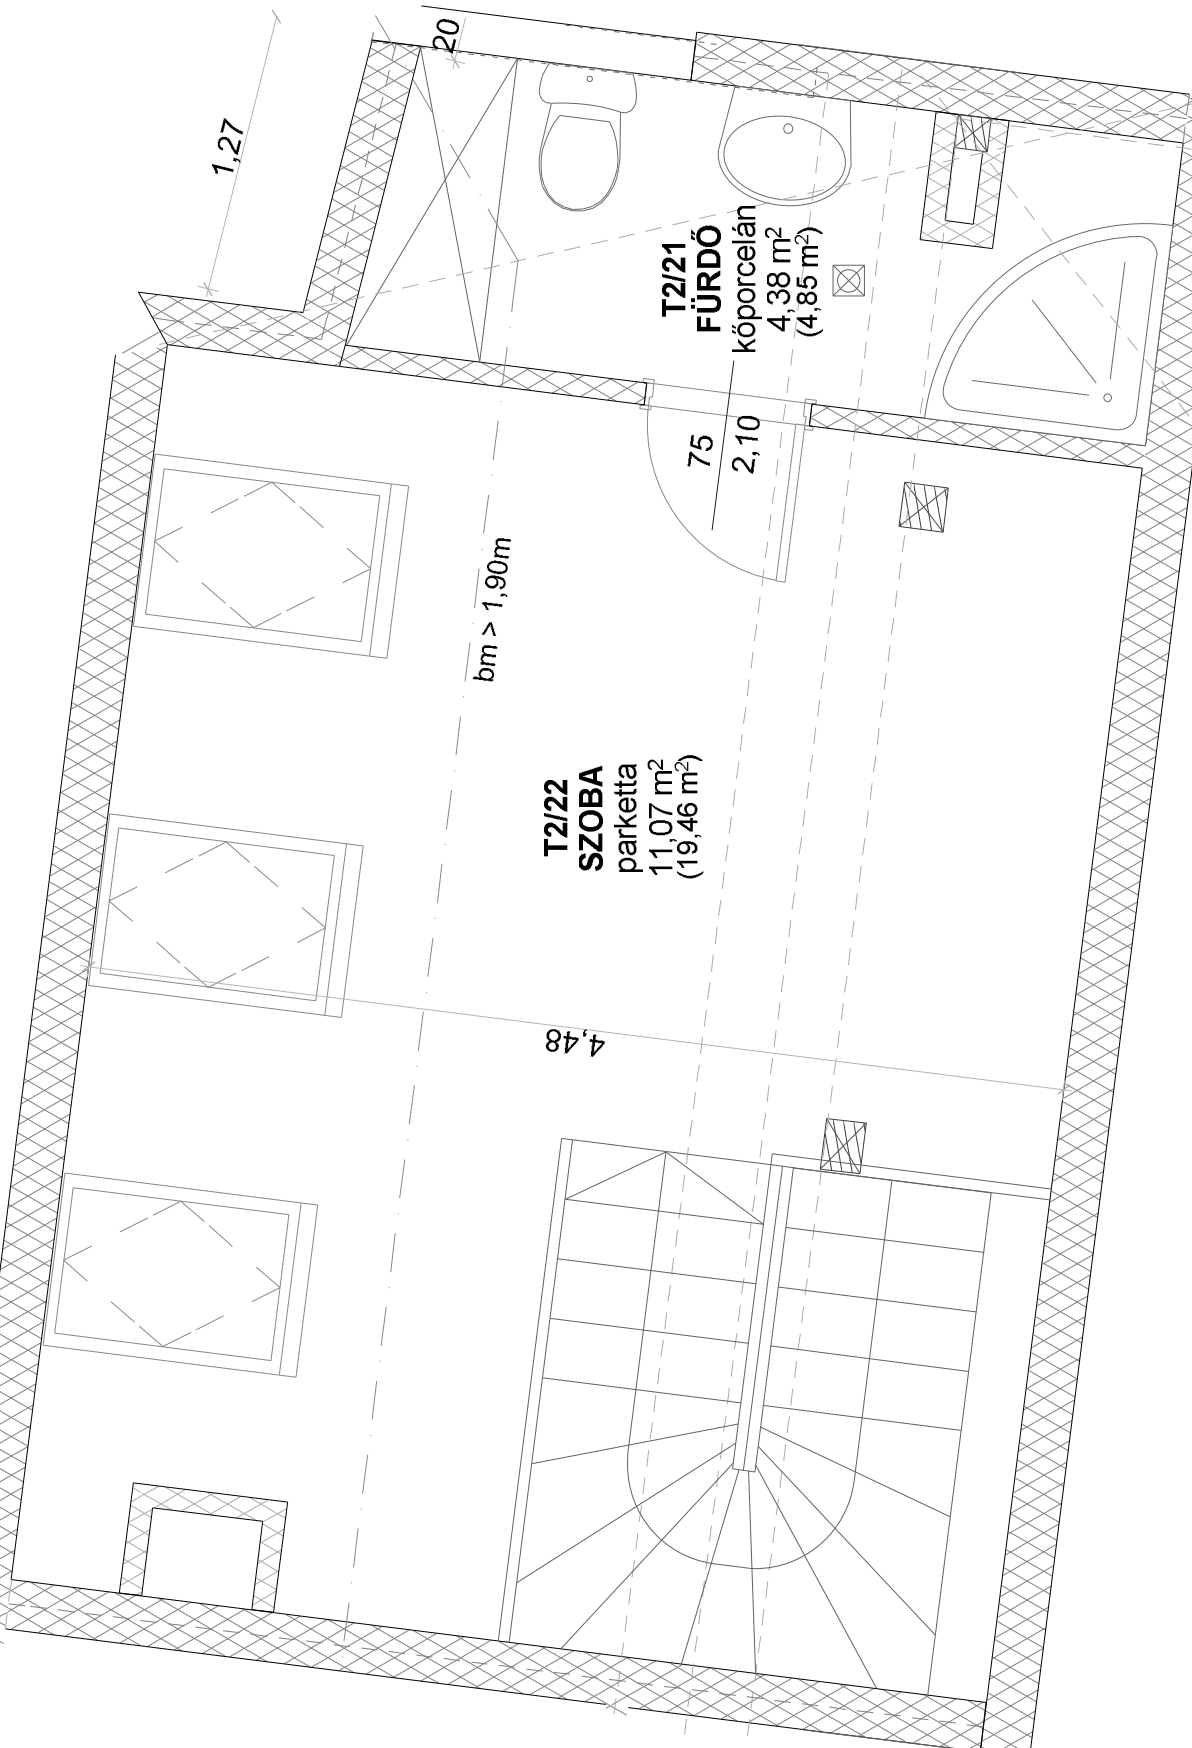 20
1,27
T2/21
FÜRDŐ
kőporcelán
4,38 m²
(4,85 m²)
75
2,10
bm > 1,90m
T2/22
SZOBA
parketta
11,07 m²
(19,46 m²)
4,48